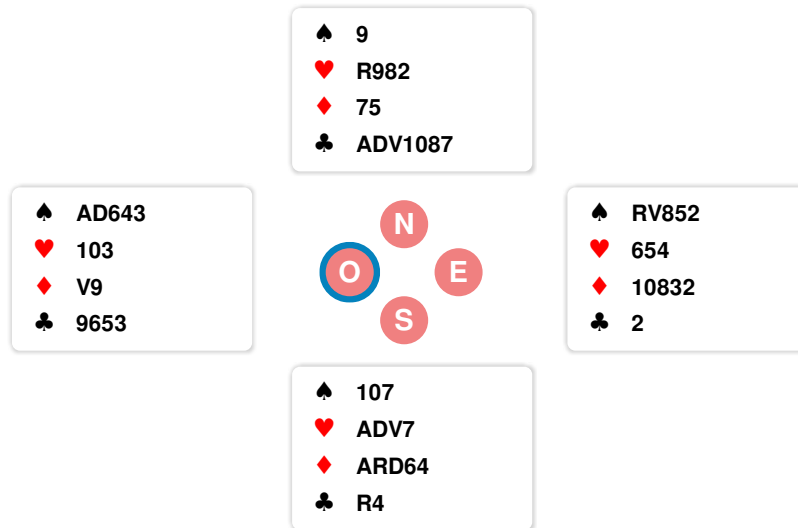 ♠ 9
♥ R982
♦ 75
♣ ADV1087
♠ AD643
♥ 103
♦ V9
♣ 9653
N
O E
S
♠ RV852
♥ 654
♦ 10832
♣ 2
♠ 107
♥ ADV7
♦ ARD64
♣ R4